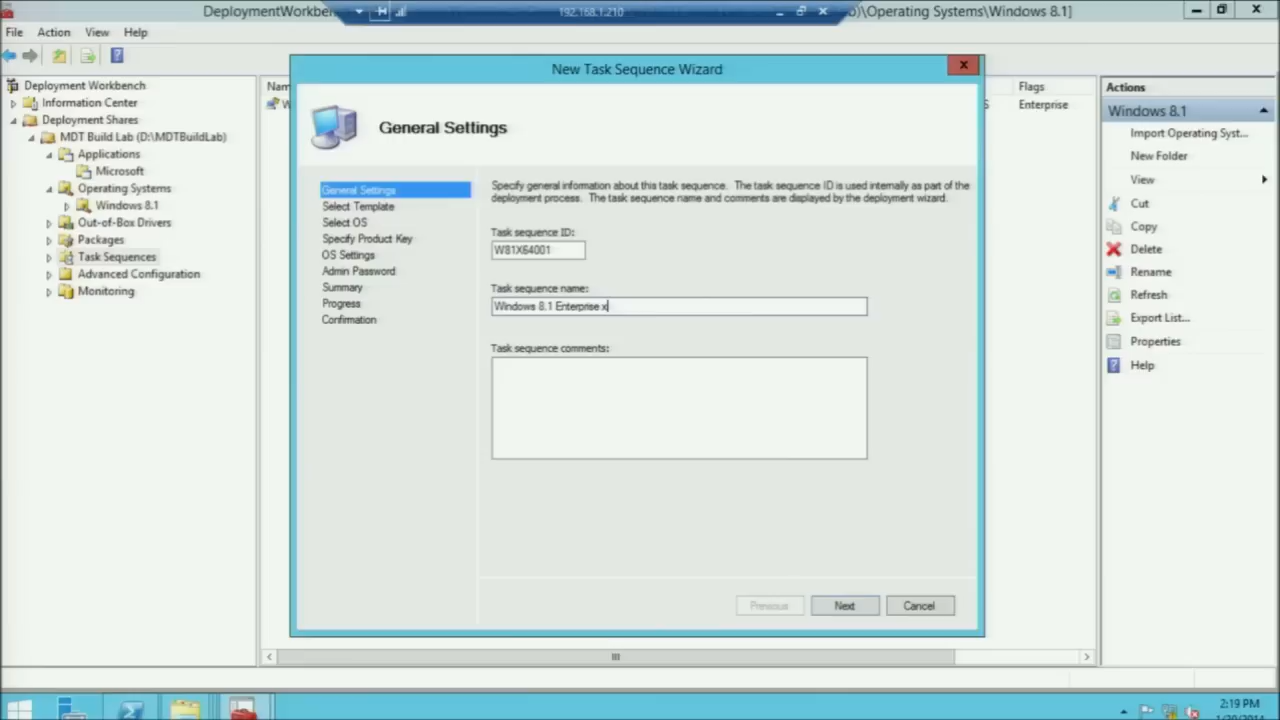 DeploymentWorkbench
192.168.1.210
)\Operating Systems\Windows 8.1]
File Action View Help
Deployment Workbench
Information Center
Deployment Shares
MDT Build Lab (D:\MDTBuildLab)
Applications
Microsoft
Operating Systems
Windows 8.1
Out-of-Box Drivers
Packages
Task Sequences
Advanced Configuration
Monitoring
Nam
W
Flags
S
Enterprise
New Task Sequence Wizard
General Settings
General Settings
Select Template
Select OS
Specify Product Key
OS Settings
Admin Password
Summary
Progress
Confirmation
Specify general information about this task sequence. The task sequence ID is used internally as part of the
deployment process. The task sequence name and comments are displayed by the deployment wizard.
Task sequence ID:
W81X64001
Task sequence name:
Windows 8.1 Enterprise x
Task sequence comments:
Previous
Next
Cancel
Actions
Windows 8.1
Import Operating Syst...
New Folder
View
Cut
Copy
Delete
Rename
Refresh
Export List...
Properties
Help
2:19 PM